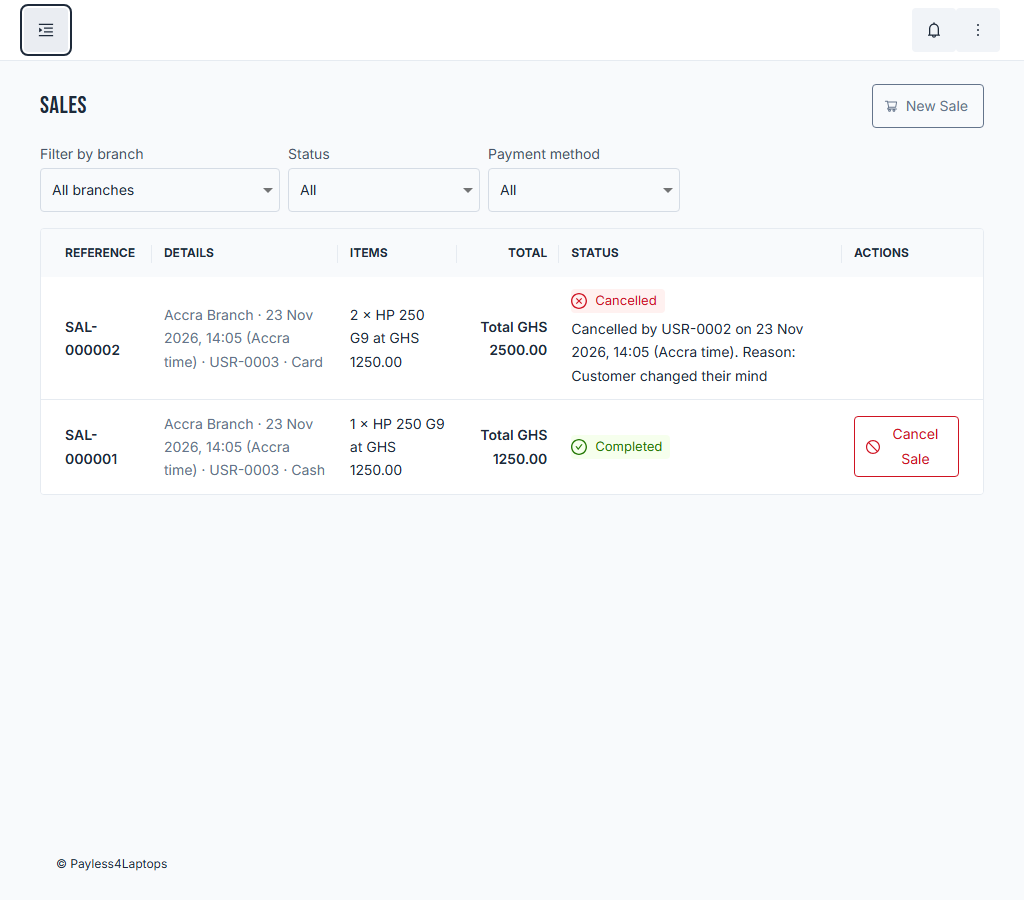 SALES
New Sale
Filter by branch
Status
Payment method
All branches
All
All
REFERENCE
DETAILS
ITEMS
TOTAL
STATUS
ACTIONS
SAL-
000002
Accra Branch · 23 Nov
2026, 14:05 (Accra
time) · USR-0003 · Card
2 × HP 250
G9 at GHS
1250.00
Total GHS
2500.00
Cancelled
Cancelled by USR-0002 on 23 Nov
2026, 14:05 (Accra time). Reason:
Customer changed their mind
SAL-
000001
Accra Branch · 23 Nov
2026, 14:05 (Accra
time) · USR-0003 · Cash
1 × HP 250 G9
at GHS
1250.00
Total GHS
1250.00
Completed
Cancel
Sale
© Payless4Laptops